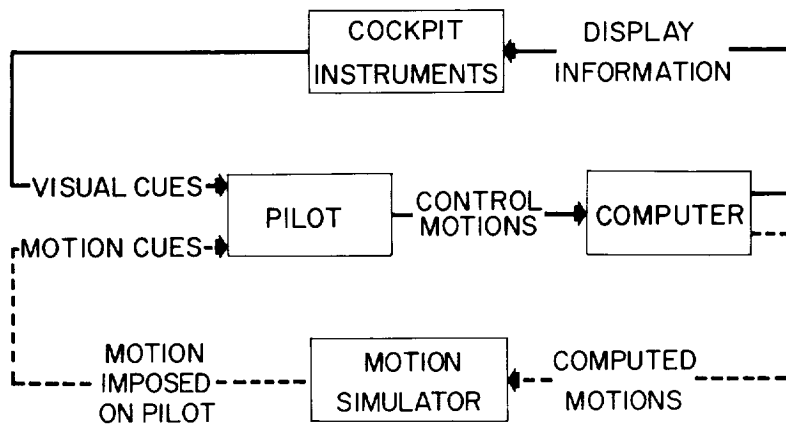 COCKPIT
INSTRUMENTS
DISPLAY
INFORMATION
VISUAL CUES
PILOT
CONTROL
MOTIONS
COMPUTER
MOTION CUES
MOTION
IMPOSED
ON PILOT
MOTION
SIMULATOR
COMPUTED
MOTIONS